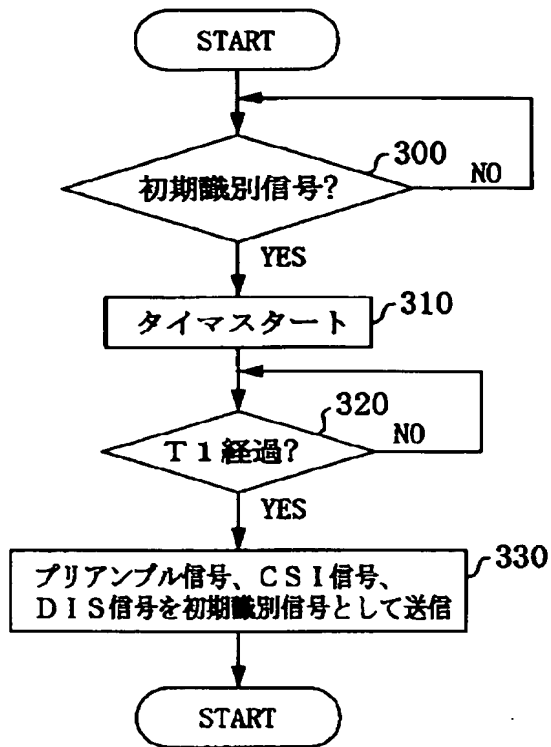 START
300
初期識別信号?
NO
YES
タイマスタート
310
320
T1経過?
NO
YES
プリアンブル信号、CSI信号、
DIS信号を初期識別信号として送信
330
START